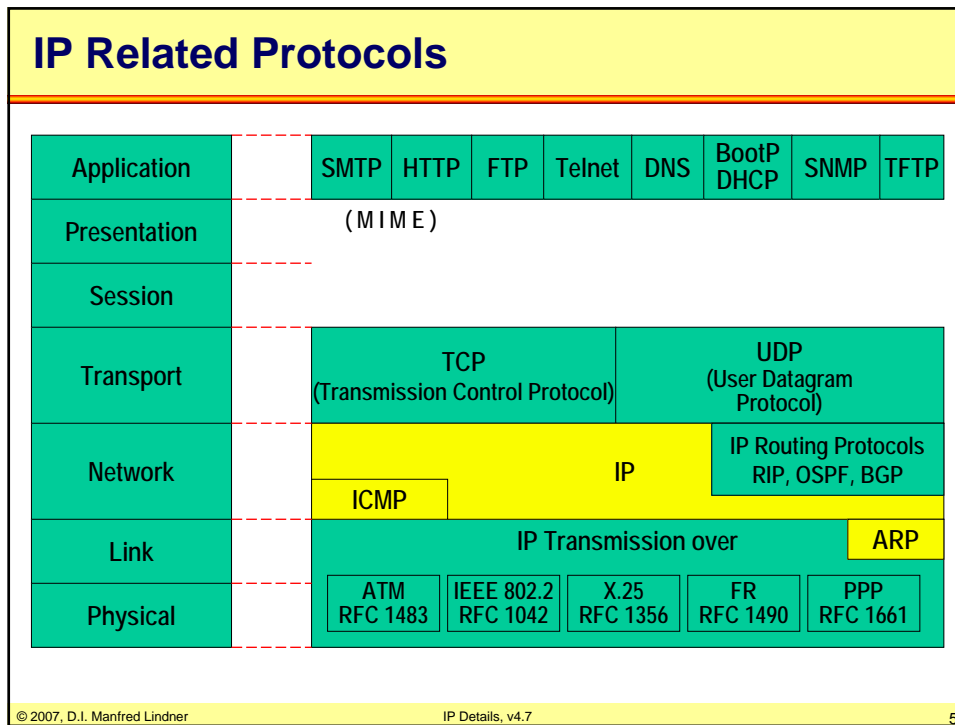 IP Related Protocols
Application
SMTP
HTTP
FTP
Telnet
DNS
BootP
DHCP
SNMP
TFTP
Presentation
(MIME)
Session
Transport
TCP
(Transmission Control Protocol)
UDP
(User Datagram
Protocol)
Network
IP
IP Routing Protocols
RIP, OSPF, BGP
ICMP
Link
IP Transmission over
ARP
Physical
ATM
RFC 1483
IEEE 802.2
RFC 1042
X.25
RFC 1356
FR
RFC 1490
PPP
RFC 1661
© 2007, D.I. Manfred Lindner
IP Details, v4.7
5